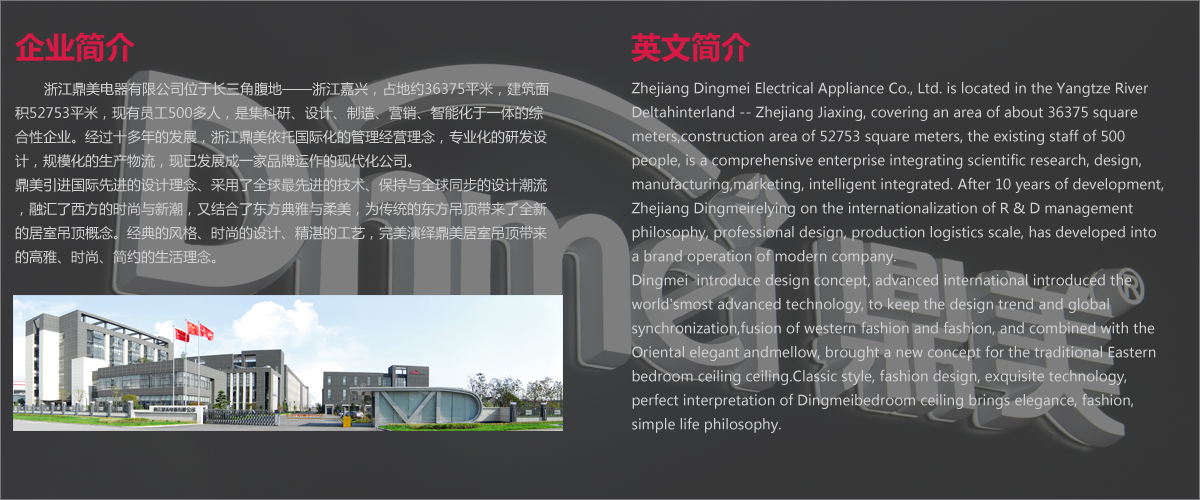 企业简介
浙江鼎美电器有限公司位于长三角腹地——浙江嘉兴，占地约36375平米，建筑面
积52753平米，现有员工500多人，是集科研、设计、制造、营销、智能化于一体的综
合性企业。经过十多年的发展，浙江鼎美依托国际化的管理经营理念，专业化的研发设
计，规模化的生产物流，现已发展成一家品牌运作的现代化公司。
鼎美引进国际先进的设计理念、采用了全球最先进的技术、保持与全球同步的设计潮流
，融汇了西方的时尚与新潮，又结合了东方典雅与柔美，为传统的东方吊顶带来了全新
的居室吊顶概念。经典的风格、时尚的设计、精湛的工艺，完美演绎鼎美居室吊顶带来
的高雅、时尚、简约的生活理念。
英文简介
Zhejiang Dingmei Electrical Appliance Co., Ltd. is located in the Yangtze River
Deltahinterland -- Zhejiang Jiaxing, covering an area of about 36375 square
meters,construction area of 52753 square meters, the existing staff of 500
people, is a comprehensive enterprise integrating scientific research, design,
manufacturing,marketing, intelligent integrated. After 10 years of development,
Zhejiang Dingmeirelying on the internationalization of R & D management
philosophy, professional design, production logistics scale, has developed into
a brand operation of modern company.
Dingmei introduce design concept, advanced international introduced the
world'smost advanced technology, to keep the design trend and global
synchronization,fusion of western fashion and fashion, and combined with the
Oriental elegant andmellow, brought a new concept for the traditional Eastern
bedroom ceiling ceiling.Classic style, fashion design, exquisite technology,
perfect interpretation of Dingmeibedroom ceiling brings elegance, fashion,
simple life philosophy.
Dnmei
鼎美®